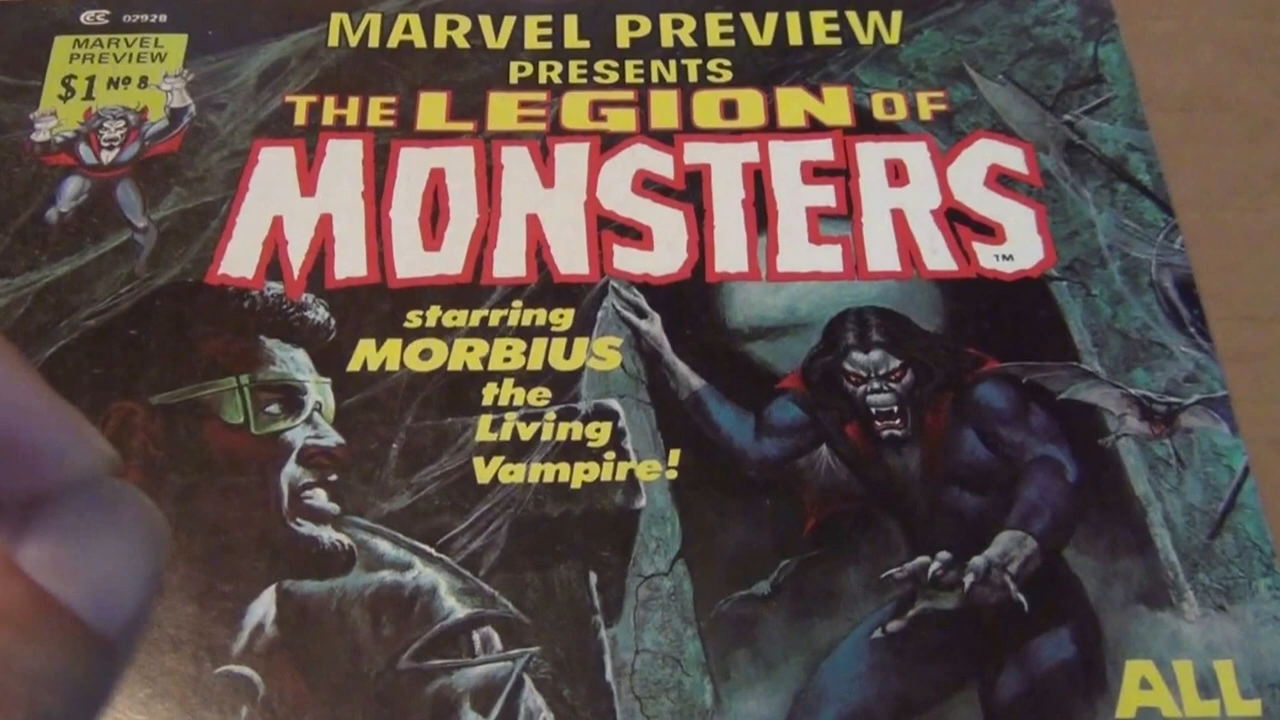 CC 02928
MARVEL
PREVIEW
$1 Nº 8
MARVEL PREVIEW
PRESENTS
THE LEGION OF
MONSTERS
TM
starring
MORBIUS
the
Living
Vampire!
ALL